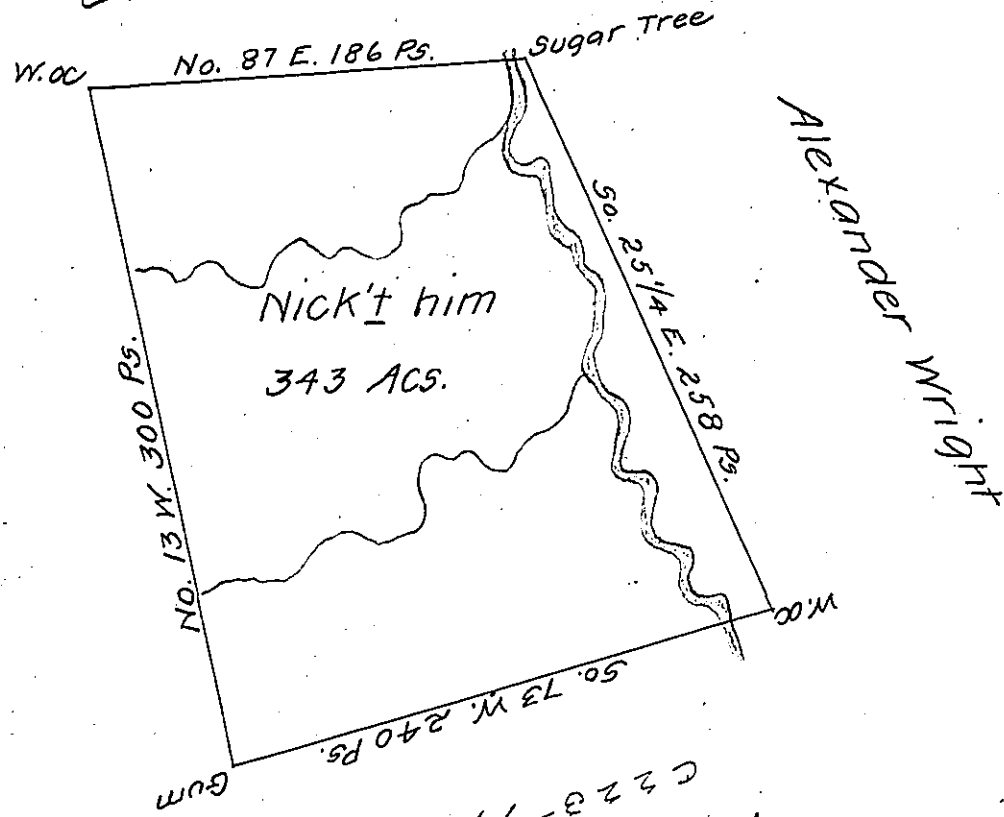 W.oc
No. 87 E. 186 Ps.
Sugar Tree
Alexander Wright
So. 25 1/4 E. 258 Ps.
Nick't him
343 Acs.
No. 13 W. 300 Ps.
W.oc
So. 73 W. 240 Ps.
Gum
C 223